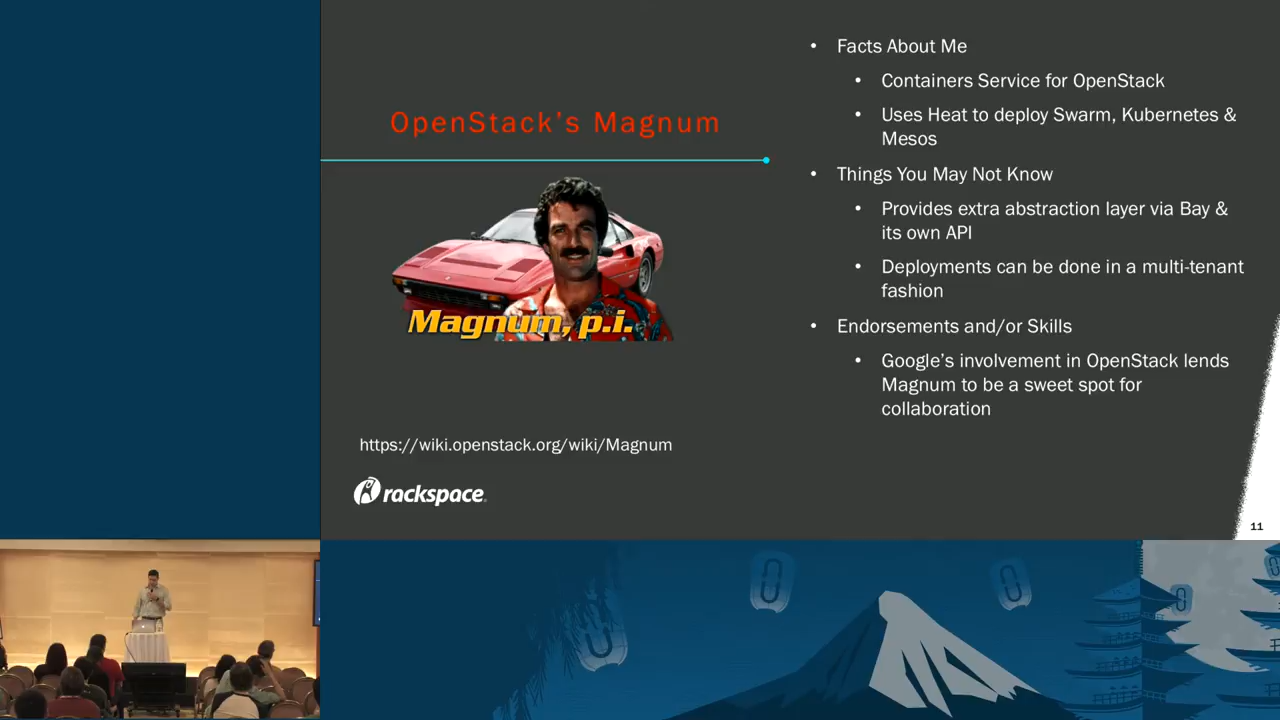 OpenStack's Magnum
Magnum, p.i.
https://wiki.openstack.org/wiki/Magnum
rackspace
• Facts About Me
• Containers Service for OpenStack
• Uses Heat to deploy Swarm, Kubernetes &
Mesos
• Things You May Not Know
• Provides extra abstraction layer via Bay &
its own API
• Deployments can be done in a multi-tenant
fashion
• Endorsements and/or Skills
• Google's involvement in OpenStack lends
Magnum to be a sweet spot for
collaboration
11